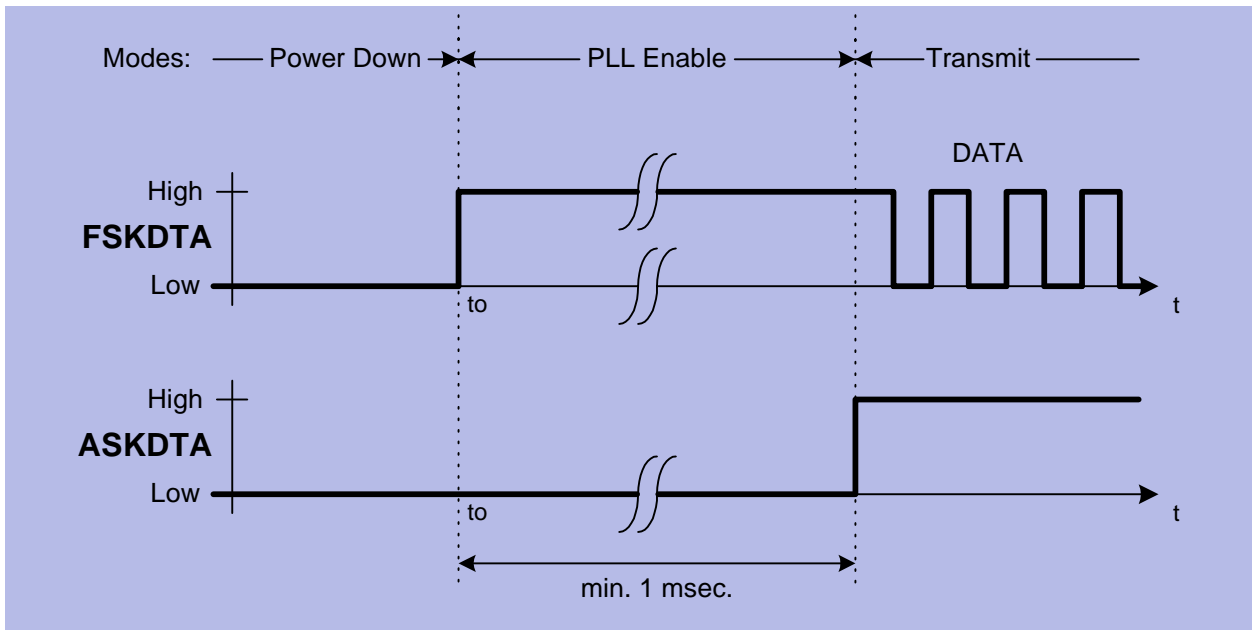 Modes: Power Down PLL Enable Transmit
DATA
High
FSKDTA
Low
to
t
High
ASKDTA
Low
to
t
min. 1 msec.